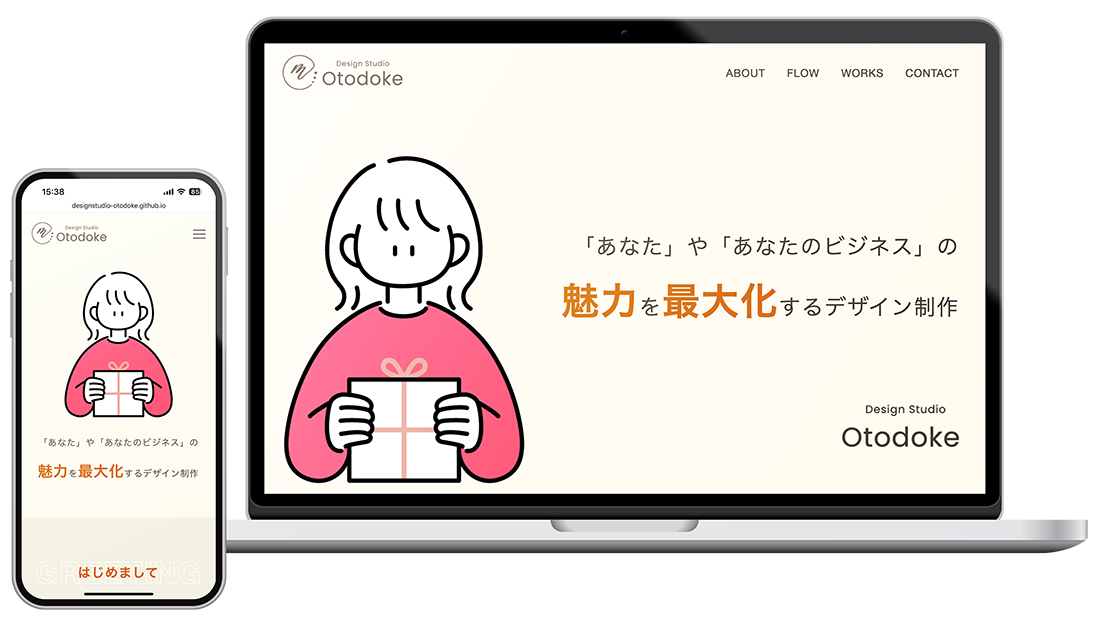 Design Studio
Otodoke
ABOUT FLOW WORKS CONTACT
「あなた」や「あなたのビジネス」の
魅力を最大化するデザイン制作
Design Studio
Otodoke
15:38
85
designstudio-otodoke.github.io
Design Studio
Otodoke
「あなた」や「あなたのビジネス」の
魅力を最大化するデザイン制作
GREETING
はじめまして